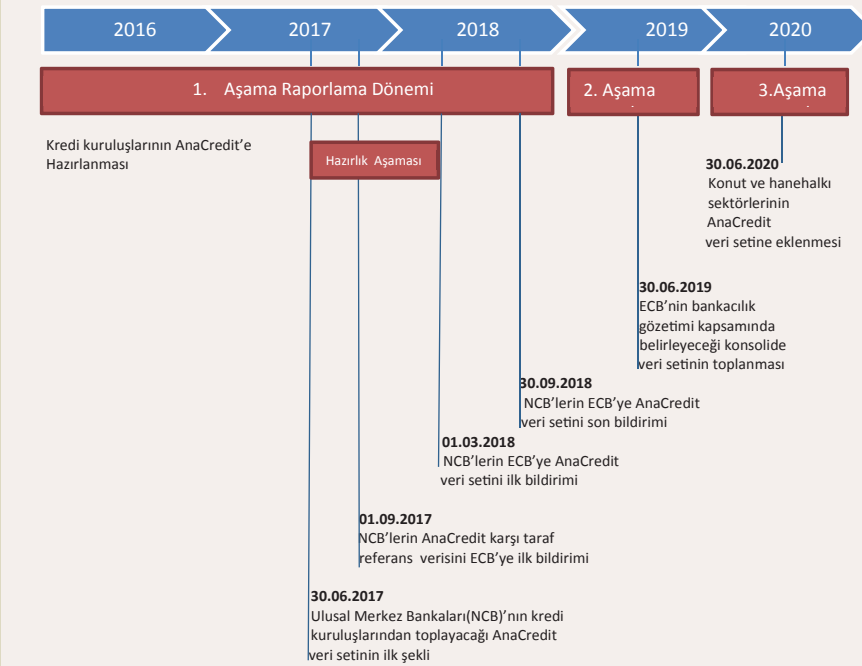 2016
2017
2018
2019
2020
1. Aşama Raporlama Dönemi
2. Aşama
3.Aşama
Kredi kuruluşlarının AnaCredit’e
Hazırlanması
Hazırlık Aşaması
30.06.2020
Konut ve hanehalkı
sektörlerinin
AnaCredit
veri setine eklenmesi
30.06.2019
ECB’nin bankacılık
gözetimi kapsamında
belirleyeceği konsolide
veri setinin toplanması
30.09.2018
NCB’lerin ECB’ye AnaCredit
veri setini son bildirimi
01.03.2018
NCB’lerin ECB’ye AnaCredit
veri setini ilk bildirimi
01.09.2017
NCB’lerin AnaCredit karşı taraf
referans verisini ECB’ye ilk bildirimi
30.06.2017
Ulusal Merkez Bankaları(NCB)’nın kredi
kuruluşlarından toplayacağı AnaCredit
veri setinin ilk şekli